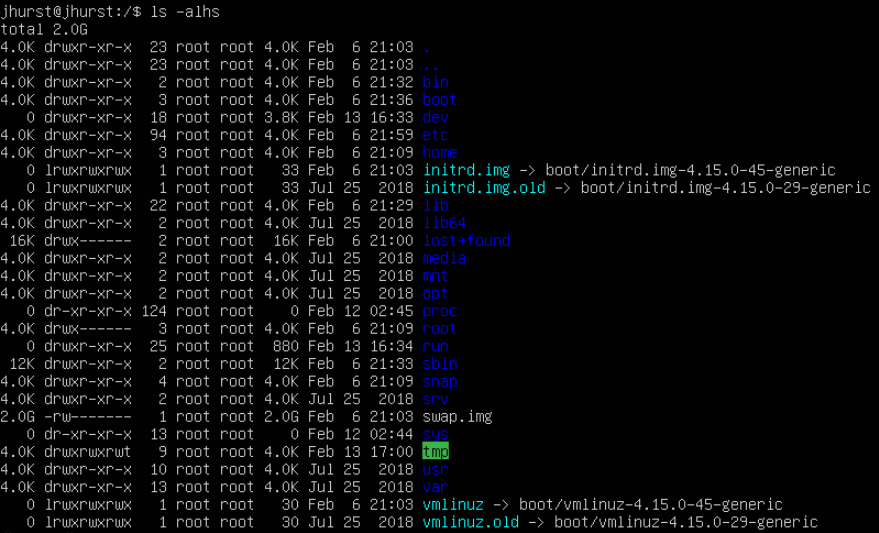 jhurst@jhurst:/$ ls -alhs
total 2.0G
4.0K drwxr-xr-x  23 root root 4.0K Feb  6 21:03 .
4.0K drwxr-xr-x  23 root root 4.0K Feb  6 21:03 ..
4.0K drwxr-xr-x   2 root root 4.0K Feb  6 21:32 bin
4.0K drwxr-xr-x   3 root root 4.0K Feb  6 21:36 boot
   0 drwxr-xr-x  18 root root 3.8K Feb 13 16:33 dev
4.0K drwxr-xr-x  94 root root 4.0K Feb  6 21:59 etc
4.0K drwxr-xr-x   3 root root 4.0K Feb  6 21:09 home
   0 lrwxrwxrwx   1 root root   33 Feb  6 21:03 initrd.img -> boot/initrd.img-4.15.0-45-generic
   0 lrwxrwxrwx   1 root root   33 Jul 25  2018 initrd.img.old -> boot/initrd.img-4.15.0-29-generic
4.0K drwxr-xr-x  22 root root 4.0K Feb  6 21:29 lib
4.0K drwxr-xr-x   2 root root 4.0K Jul 25  2018 lib64
 16K drwx------   2 root root  16K Feb  6 21:00 lost+found
4.0K drwxr-xr-x   2 root root 4.0K Jul 25  2018 media
4.0K drwxr-xr-x   2 root root 4.0K Jul 25  2018 mnt
4.0K drwxr-xr-x   2 root root 4.0K Jul 25  2018 opt
   0 dr-xr-xr-x 124 root root    0 Feb 12 02:45 proc
4.0K drwx------   3 root root 4.0K Feb  6 21:09 root
   0 drwxr-xr-x  25 root root  880 Feb 13 16:34 run
 12K drwxr-xr-x   2 root root  12K Feb  6 21:33 sbin
4.0K drwxr-xr-x   4 root root 4.0K Feb  6 21:09 snap
4.0K drwxr-xr-x   2 root root 4.0K Jul 25  2018 srv
2.0G -rw-------   1 root root 2.0G Feb  6 21:03 swap.img
   0 dr-xr-xr-x  13 root root    0 Feb 12 02:44 sys
4.0K drwxrwxrwt   9 root root 4.0K Feb 13 17:00 tmp
4.0K drwxr-xr-x  10 root root 4.0K Jul 25  2018 usr
4.0K drwxr-xr-x  13 root root 4.0K Jul 25  2018 var
   0 lrwxrwxrwx   1 root root   30 Feb  6 21:03 vmlinuz -> boot/vmlinuz-4.15.0-45-generic
   0 lrwxrwxrwx   1 root root   30 Jul 25  2018 vmlinuz.old -> boot/vmlinuz-4.15.0-29-generic